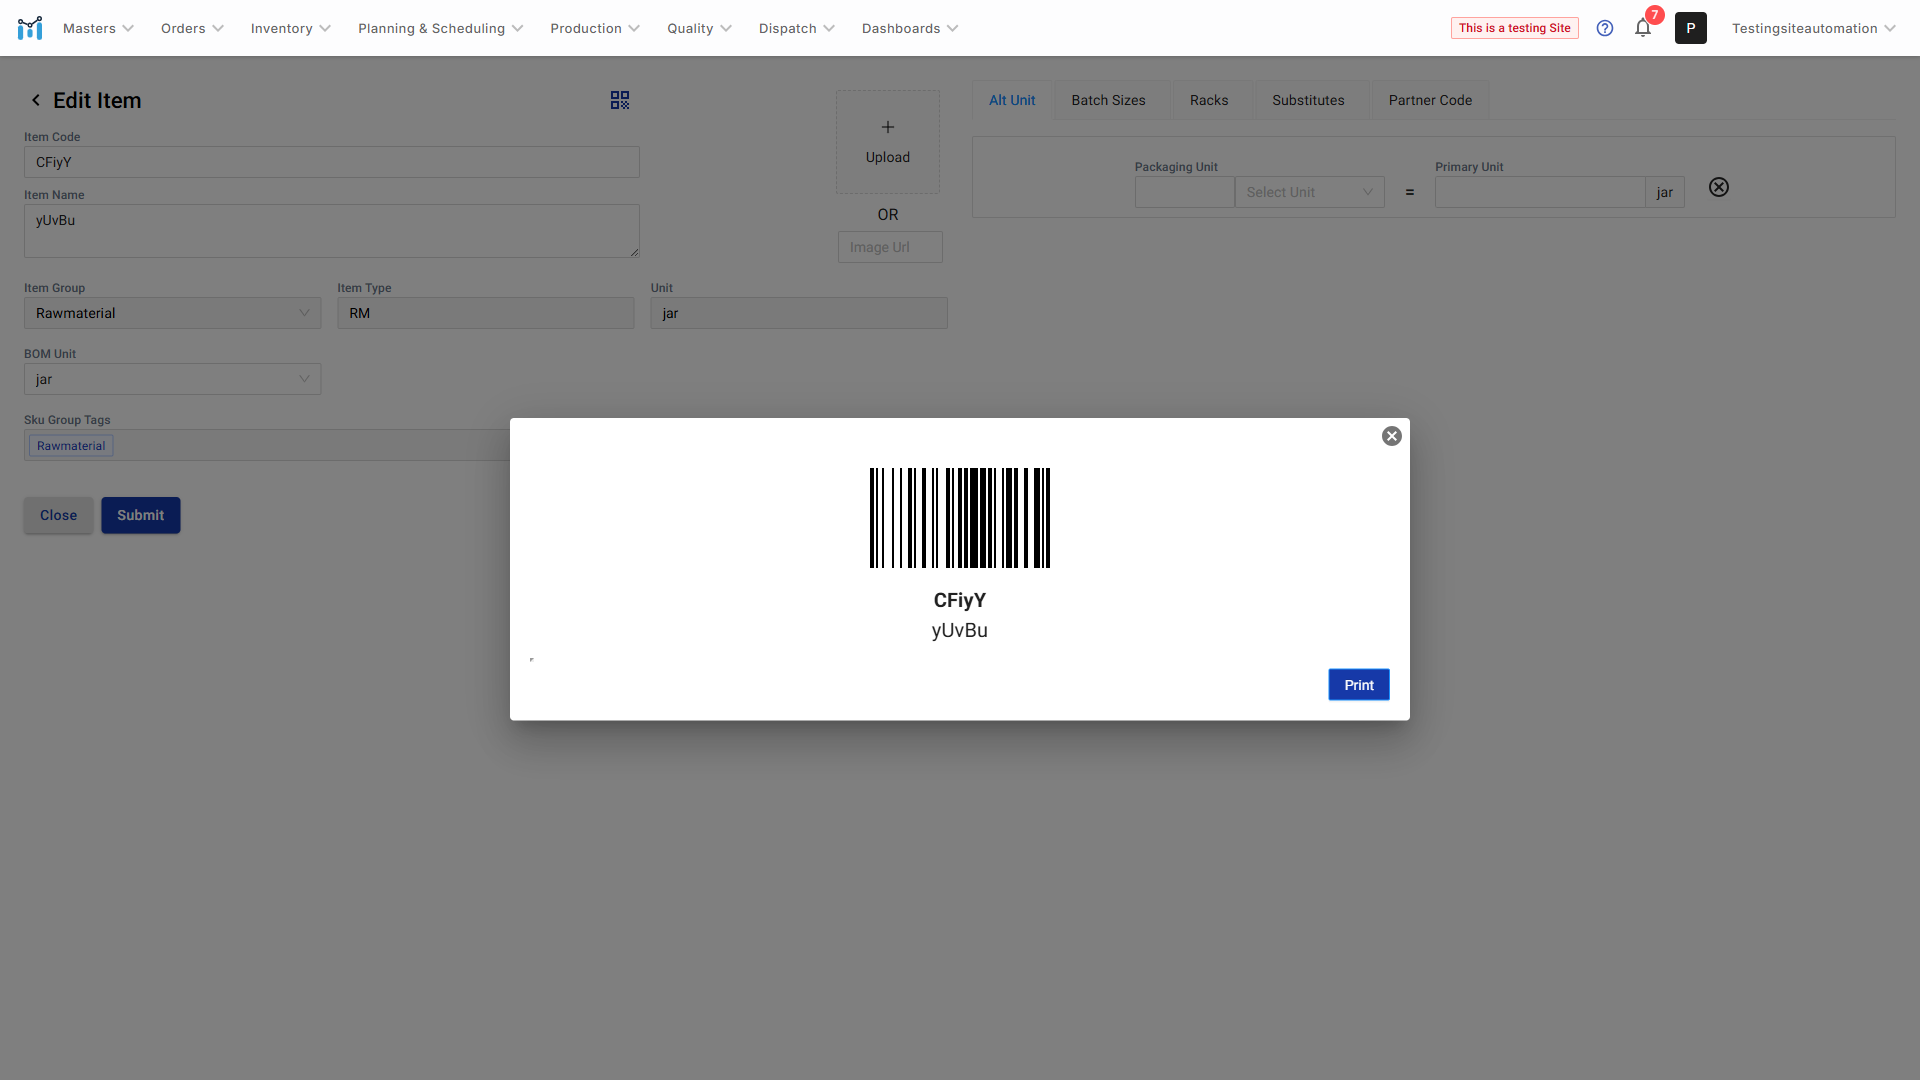 Masters
Orders
Inventory
Planning & Scheduling
Production
Quality
Dispatch
Dashboards
This is a testing Site
7
P
Testingsiteautomation
Edit Item
Item Code
CFiyY
Item Name
yUvBu
Upload
OR
Image Url
Item Group
Rawmaterial
Item Type
RM
Unit
jar
BOM Unit
jar
Sku Group Tags
Rawmaterial
Close
Submit
Alt Unit
Batch Sizes
Racks
Substitutes
Partner Code
Packaging Unit
Select Unit
=
Primary Unit
jar
CFiyY
yUvBu
Print